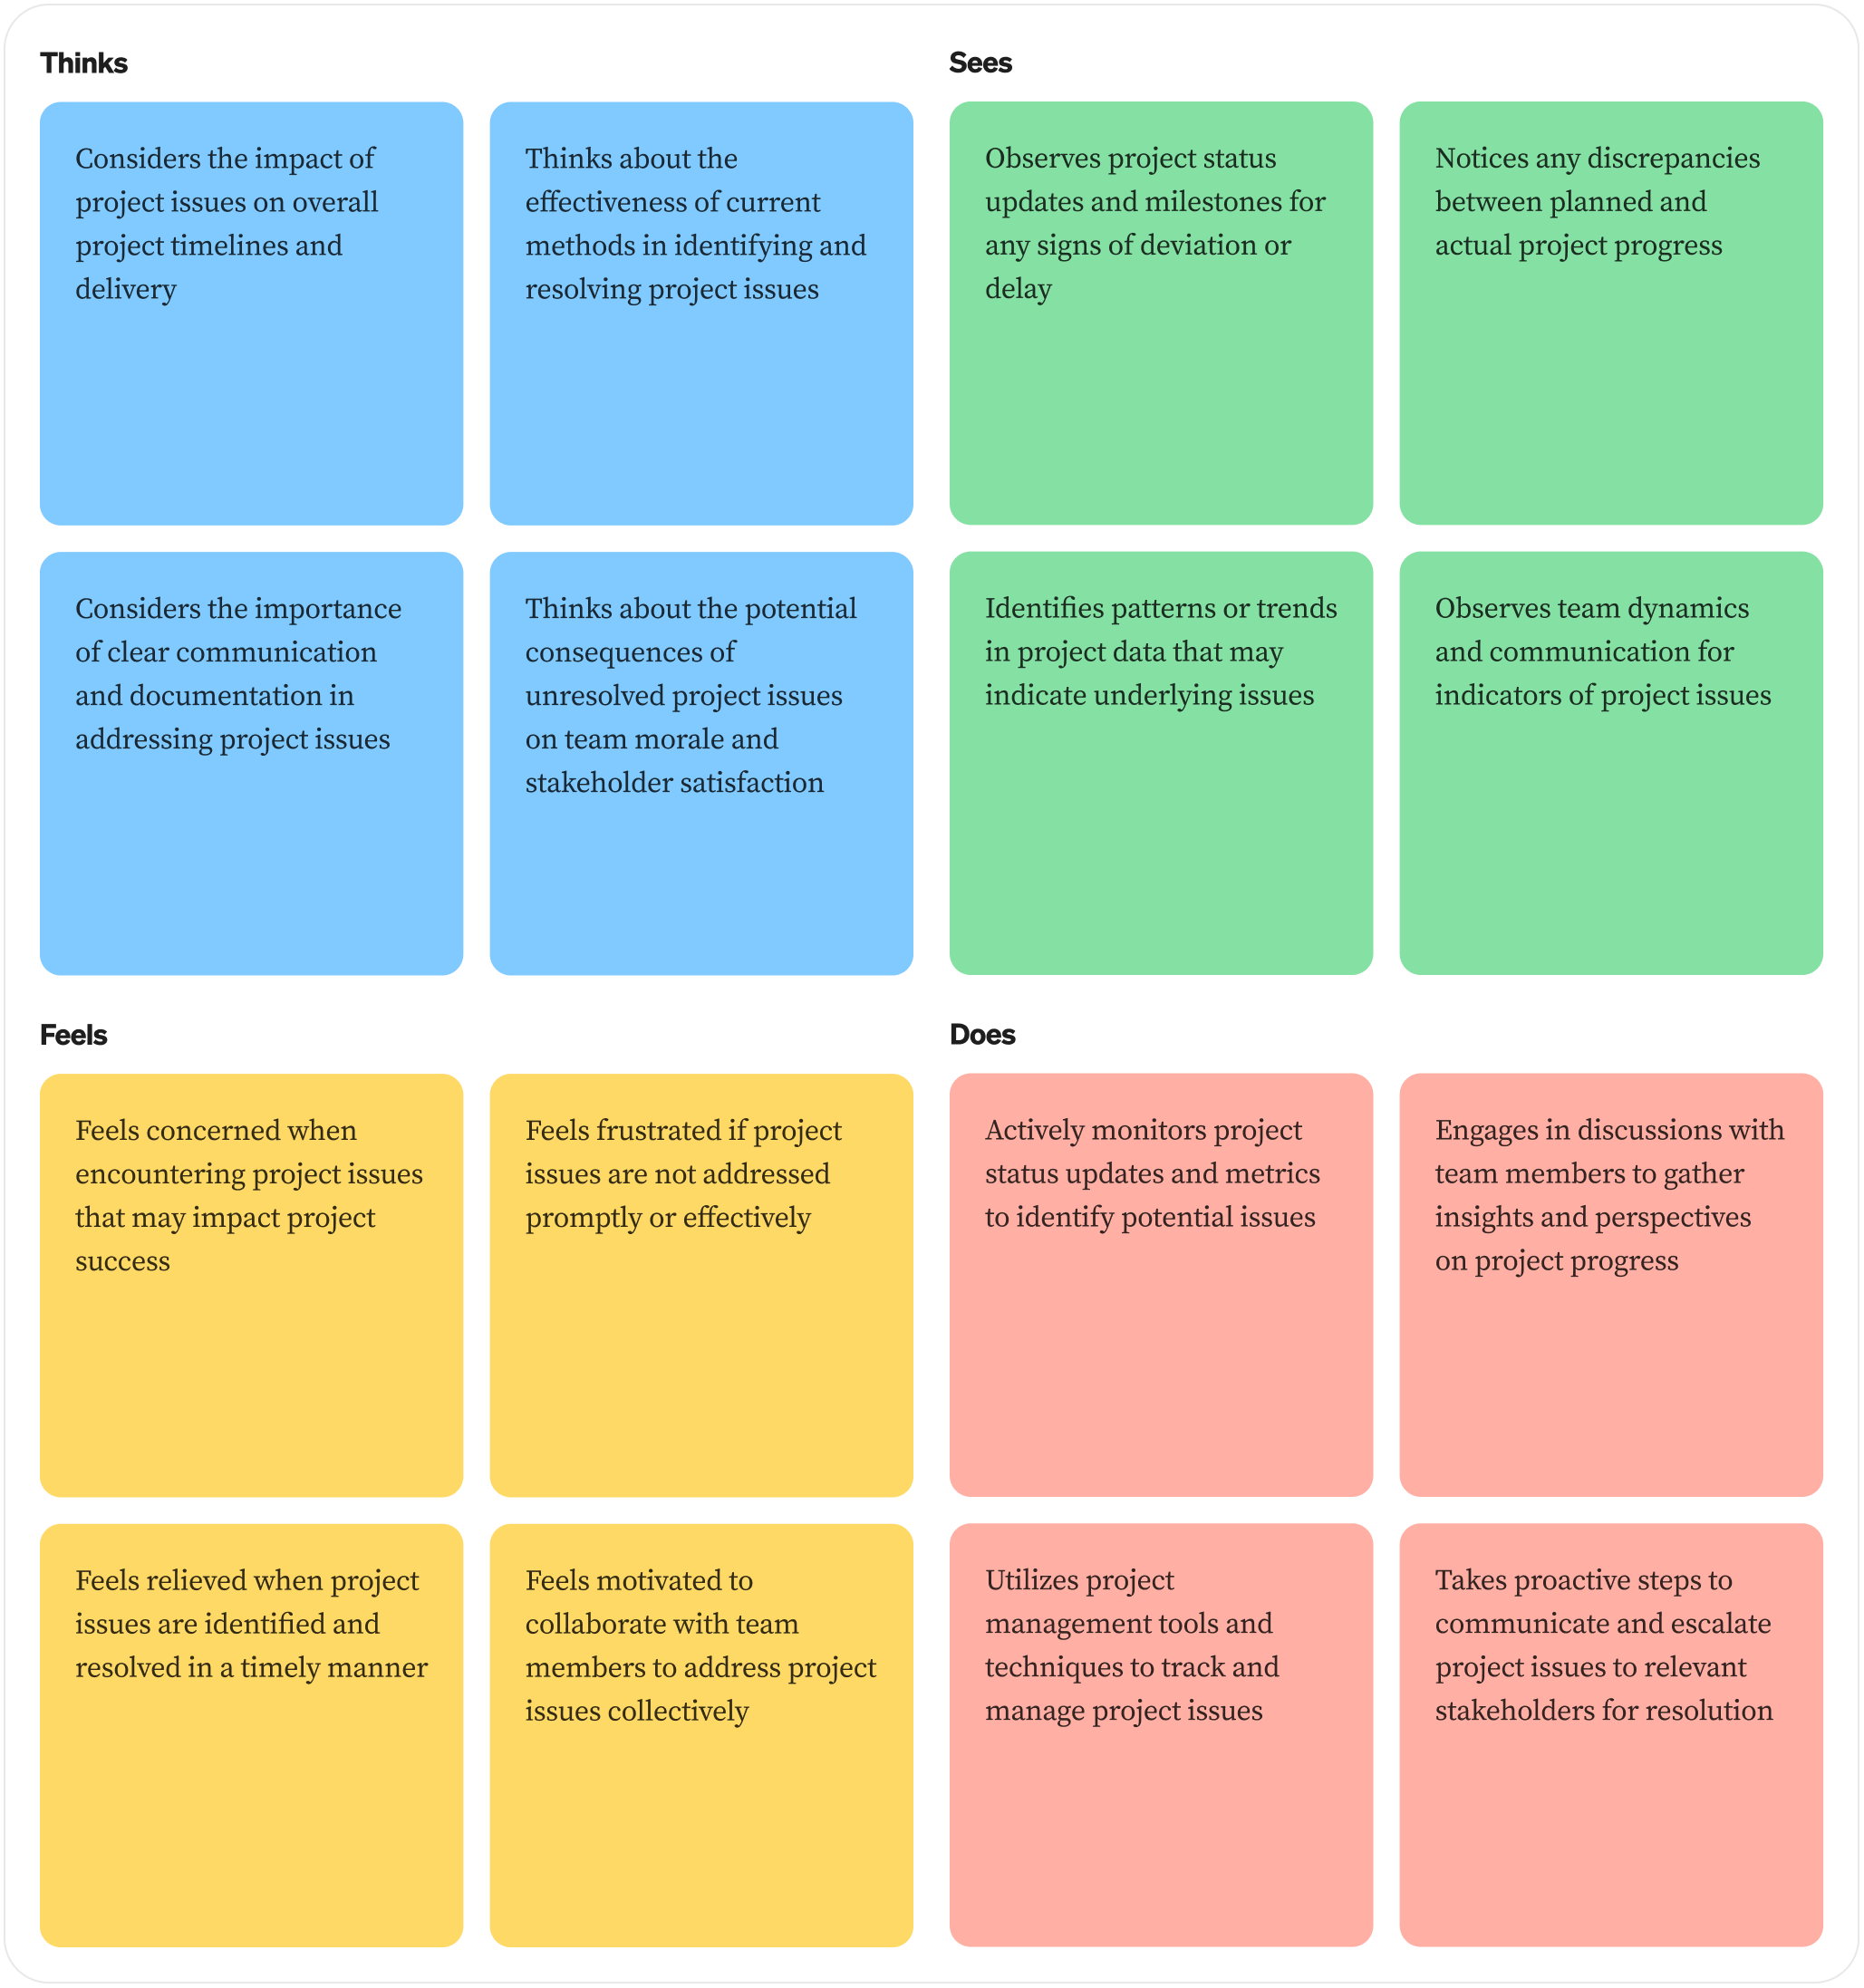 Thinks
Considers the impact of
project issues on overall
project timelines and
delivery
Thinks about the
effectiveness of current
methods in identifying and
resolving project issues
Considers the importance
of clear communication
and documentation in
addressing project issues
Thinks about the potential
consequences of
unresolved project issues
on team morale and
stakeholder satisfaction
Sees
Observes project status
updates and milestones for
any signs of deviation or
delay
Notices any discrepancies
between planned and
actual project progress
Identifies patterns or trends
in project data that may
indicate underlying issues
Observes team dynamics
and communication for
indicators of project issues
Feels
Feels concerned when
encountering project issues
that may impact project
success
Feels frustrated if project
issues are not addressed
promptly or effectively
Feels relieved when project
issues are identified and
resolved in a timely manner
Feels motivated to
collaborate with team
members to address project
issues collectively
Does
Actively monitors project
status updates and metrics
to identify potential issues
Engages in discussions with
team members to gather
insights and perspectives
on project progress
Utilizes project
management tools and
techniques to track and
manage project issues
Takes proactive steps to
communicate and escalate
project issues to relevant
stakeholders for resolution